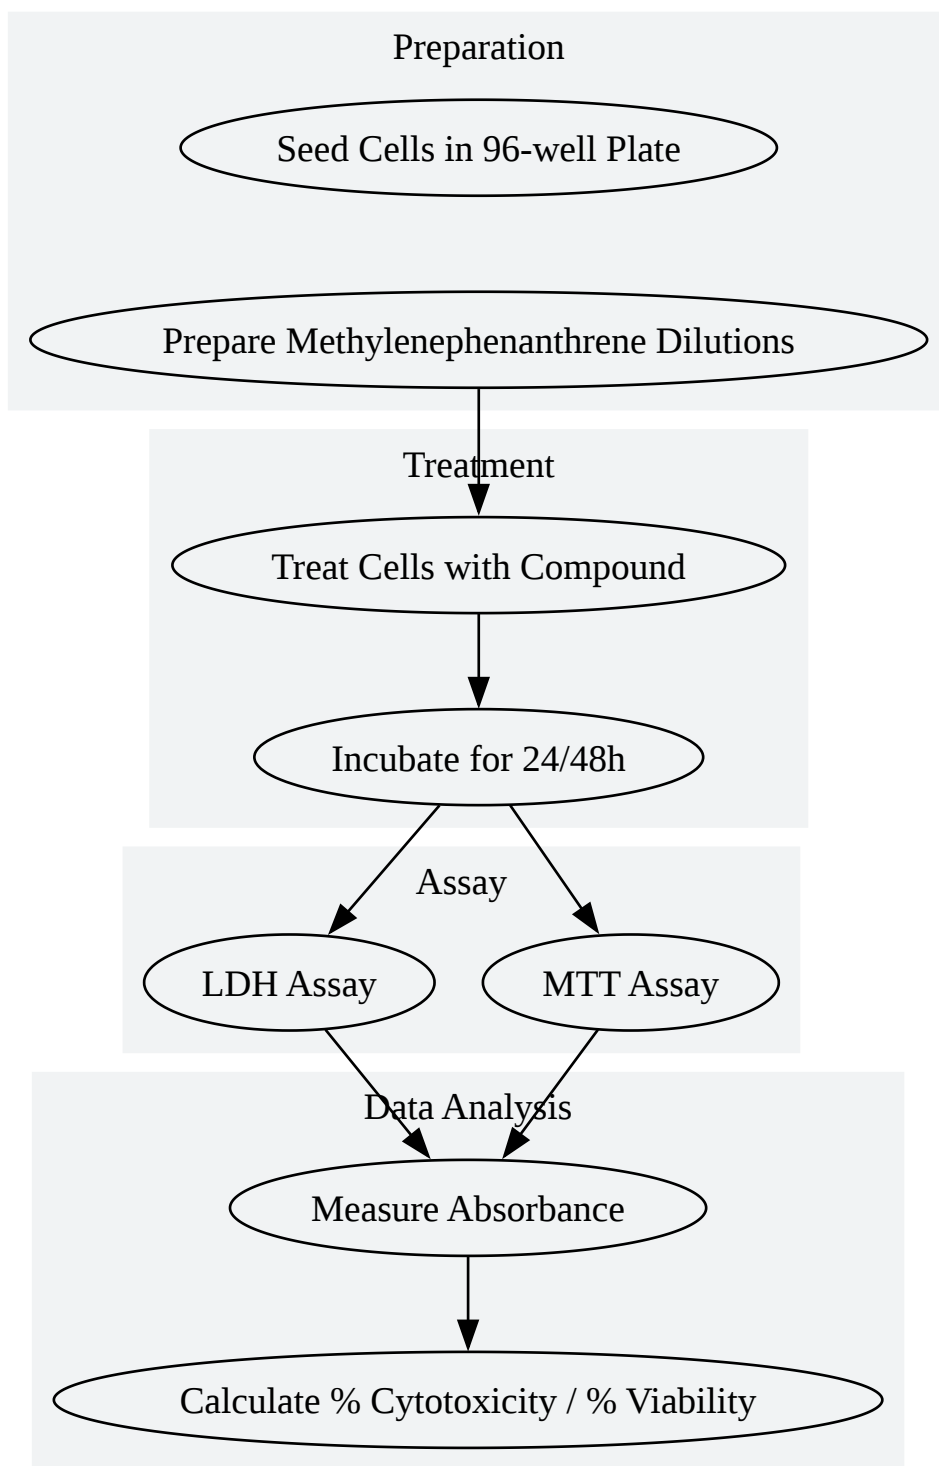 Preparation
Seed Cells in 96-well Plate
Prepare Methylenephenanthrene Dilutions
Treatment
Treat Cells with Compound
Incubate for 24/48h
Assay
LDH Assay
MTT Assay
Data Analysis
Measure Absorbance
Calculate % Cytotoxicity / % Viability